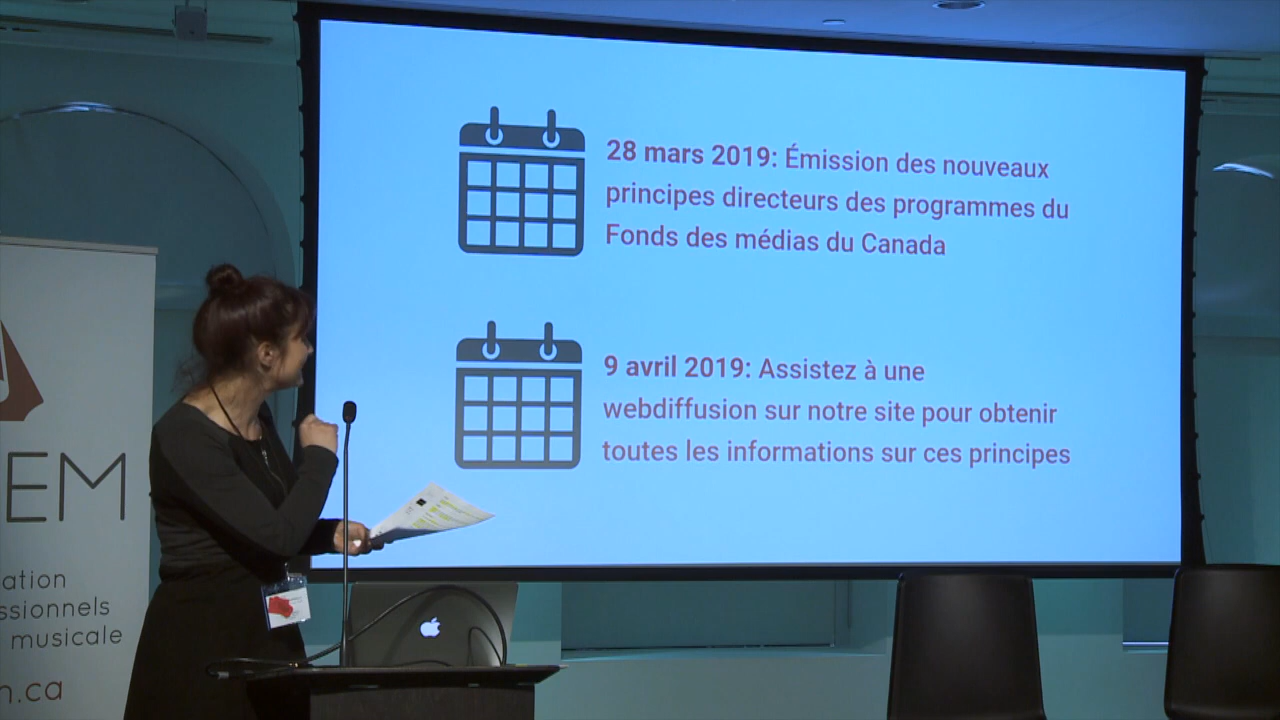 28 mars 2019: Émission des nouveaux
principes directeurs des programmes du
Fonds des médias du Canada
9 avril 2019: Assistez à une
webdiffusion sur notre site pour obtenir
toutes les informations sur ces principes
EM
ation
ssionnels
musicale
n.ca